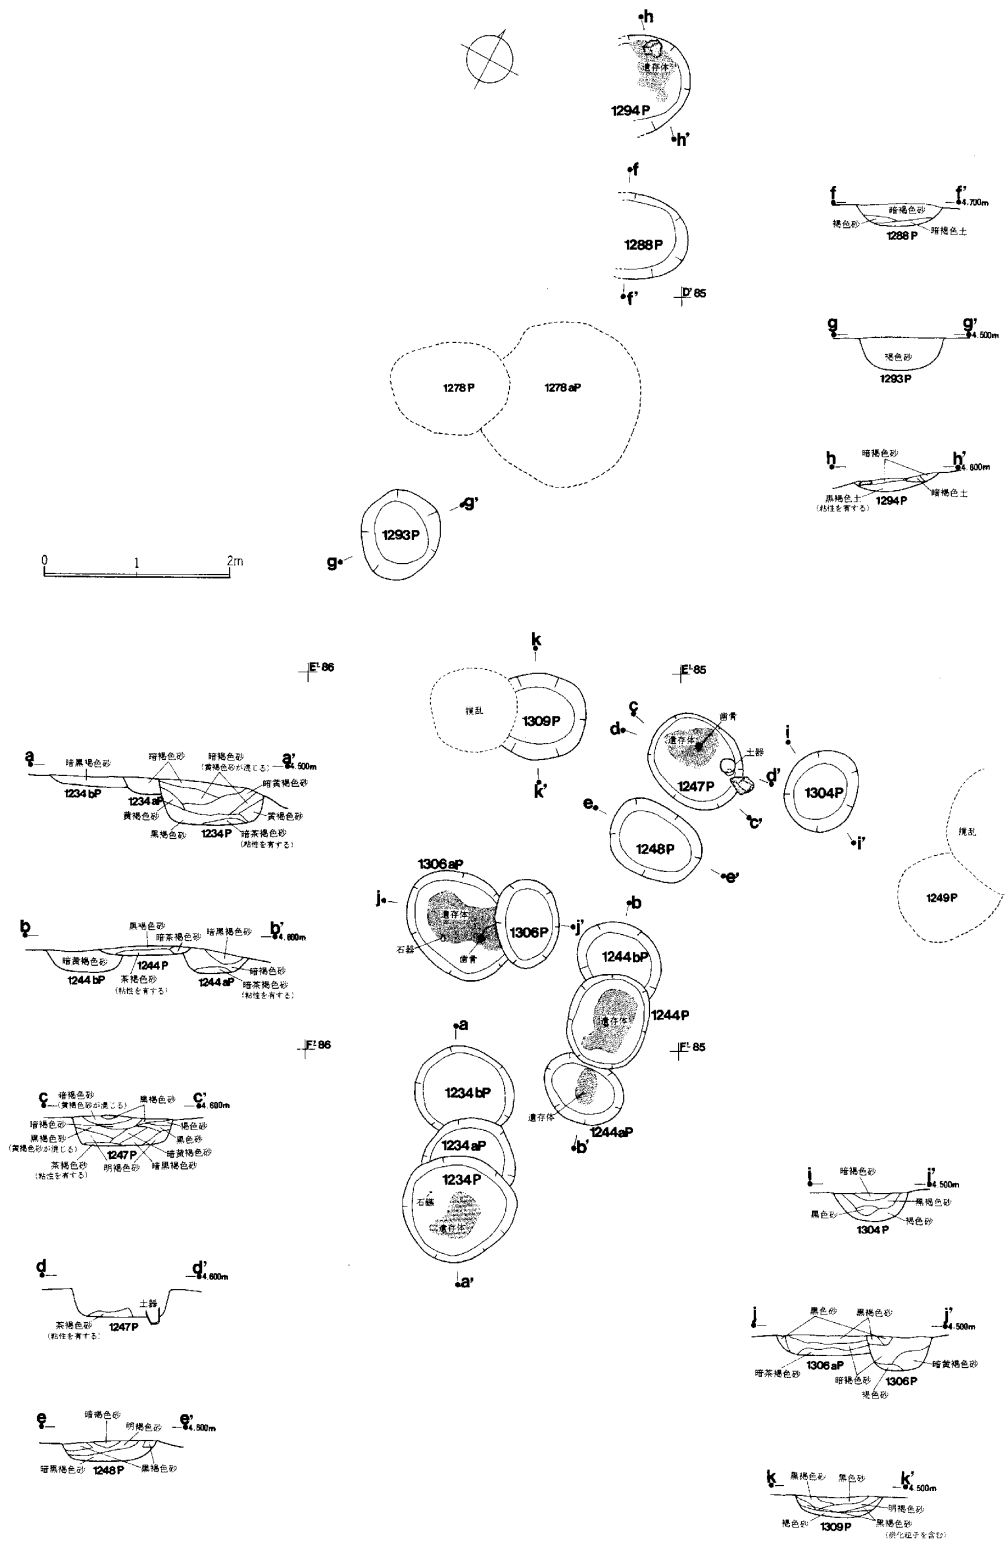 h
遺存体
1294P
h'
f
1288P
f'
D' 85
f
f'
4.700m
暗褐色砂
褐色砂
暗褐色土
1288P
g
g'
4.500m
褐色砂
1293P
h
h'
4.600m
暗褐色砂
黒褐色土
(粘性を有する)
暗褐色土
1294P
1278P
1278aP
g'
1293P
g
0
1
2m
E' 86
k
撹乱
1309P
k'
E' 85
c
d
歯骨
遺存体
土器
1247P
d'
c'
i
1304P
i'
e
1248P
e'
撹乱
1249P
1306aP
j
遺存体
石器
歯骨
1306P
j'
b
1244bP
遺存体
1244P
F' 86
F' 85
遺存体
1244aP
b'
a
1234bP
1234aP
1234P
石鏃
遺存体
a'
a
a'
4.500m
暗黒褐色砂
暗褐色砂
暗褐色砂
(黄褐色砂が混じる)
暗黄褐色砂
1234bP
1234aP
黄褐色砂
黄褐色砂
黒褐色砂
1234P
暗茶褐色砂
(粘性を有する)
b
b'
4.600m
黒褐色砂
暗茶褐色砂
暗黒褐色砂
暗黄褐色砂
1244P
暗褐色砂
1244bP
茶褐色砂
(粘性を有する)
1244aP
暗茶褐色砂
(粘性を有する)
c
c'
4.600m
暗褐色砂
(黄褐色砂が混じる)
黒褐色砂
暗褐色砂
褐色砂
黒褐色砂
(黄褐色砂が混じる)
黒色砂
1247P
暗黄褐色砂
茶褐色砂
(粘性を有する)
明褐色砂
暗黒褐色砂
d
d'
4.600m
土器
茶褐色砂
(粘性を有する)
1247P
e
e'
4.500m
暗褐色砂
明褐色砂
暗黒褐色砂
1248P
黒褐色砂
i
i'
4.500m
暗褐色砂
黒褐色砂
黒色砂
褐色砂
1304P
j
j'
4.500m
黒色砂
黒褐色砂
1306aP
暗黄褐色砂
暗茶褐色砂
暗褐色砂
1306P
褐色砂
k
k'
4.500m
黒褐色砂
黒色砂
明褐色砂
褐色砂
1309P
黒褐色砂
(炭化粒子を含む)